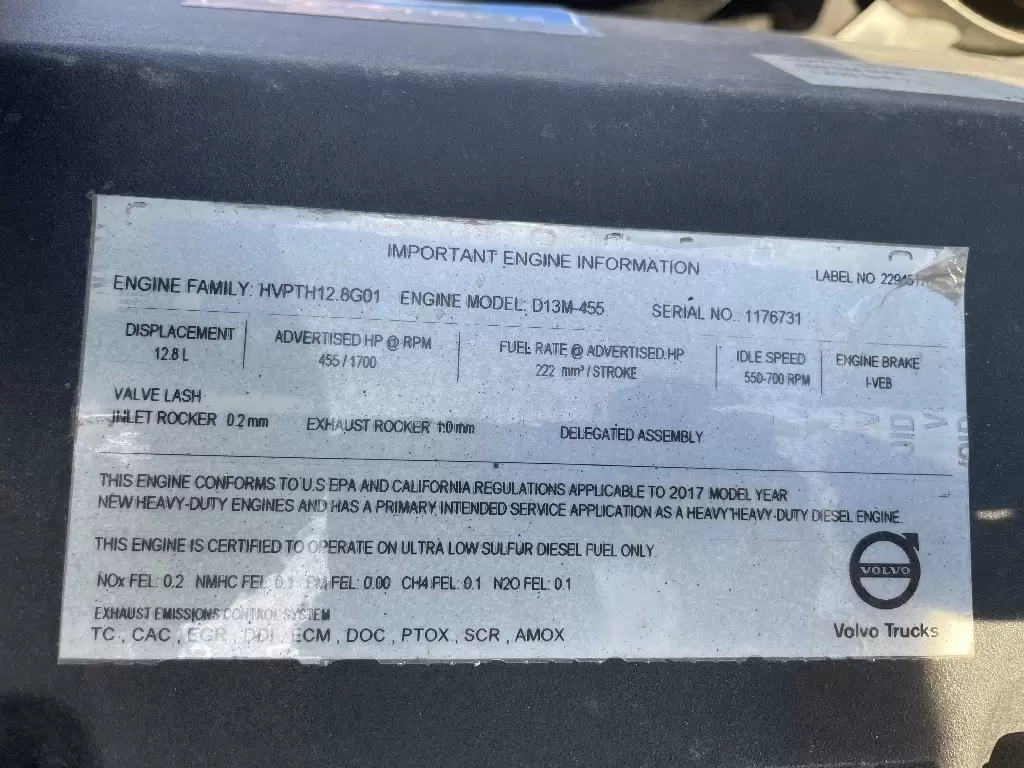 IMPORTANT ENGINE INFORMATION
LABEL NO
ENGINE FAMILY: HVPTH12.8G01 ENGINE MODEL: D13M-455 SERIAL NO.: 1176731
DISPLACEMENT ADVERTISED HP @ RPM FUEL RATE @ ADVERTISED HP IDLE SPEED ENGINE BRAKE
12.8 L 455 / 1700 222 mm³ / STROKE 550-700 RPM I-VEB
VALVE LASH
INLET ROCKER 0.2 mm EXHAUST ROCKER 1.0 mm DELEGATED ASSEMBLY
THIS ENGINE CONFORMS TO U.S EPA AND CALIFORNIA REGULATIONS APPLICABLE TO 2017 MODEL YEAR
NEW HEAVY-DUTY ENGINES AND HAS A PRIMARY INTENDED SERVICE APPLICATION AS A HEAVY HEAVY-DUTY DIESEL ENGINE.
THIS ENGINE IS CERTIFIED TO OPERATE ON ULTRA LOW SULFUR DIESEL FUEL ONLY.
NOx FEL: 0.2 NMHC FEL: 0.1 PM FEL: 0.00 CH4 FEL: 0.1 N2O FEL: 0.1
EXHAUST EMISSIONS CONTROL SYSTEM
TC , CAC , EGR , DDI , ECM , DOC , PTOX , SCR , AMOX
VOLVO
Volvo Trucks